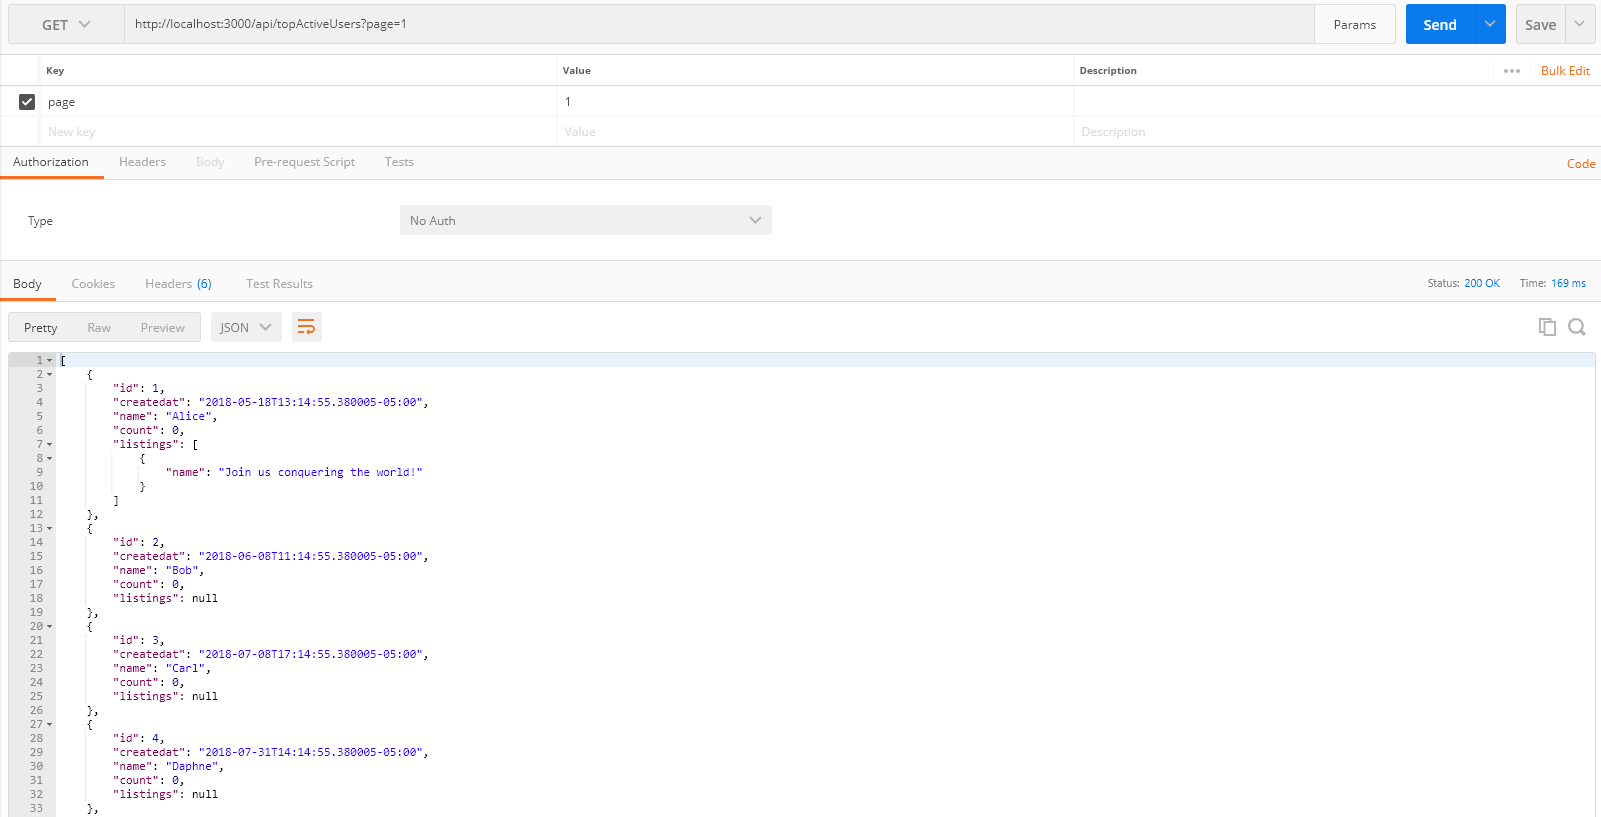 GET http://localhost:3000/api/topActiveUsers?page=1 Params Send Save
Key Value Description ••• Bulk Edit
page 1
New key Value Description
Authorization Headers Body Pre-request Script Tests Code
Type No Auth
Body Cookies Headers (6) Test Results Status: 200 OK Time: 169 ms
Pretty Raw Preview JSON
1 [
2 {
3 "id": 1,
4 "createdat": "2018-05-18T13:14:55.380005-05:00",
5 "name": "Alice",
6 "count": 0,
7 "listings": [
8 {
9 "name": "Join us conquering the world!"
10 }
11 ]
12 },
13 {
14 "id": 2,
15 "createdat": "2018-06-08T11:14:55.380005-05:00",
16 "name": "Bob",
17 "count": 0,
18 "listings": null
19 },
20 {
21 "id": 3,
22 "createdat": "2018-07-08T17:14:55.380005-05:00",
23 "name": "Carl",
24 "count": 0,
25 "listings": null
26 },
27 {
28 "id": 4,
29 "createdat": "2018-07-31T14:14:55.380005-05:00",
30 "name": "Daphne",
31 "count": 0,
32 "listings": null
33 },